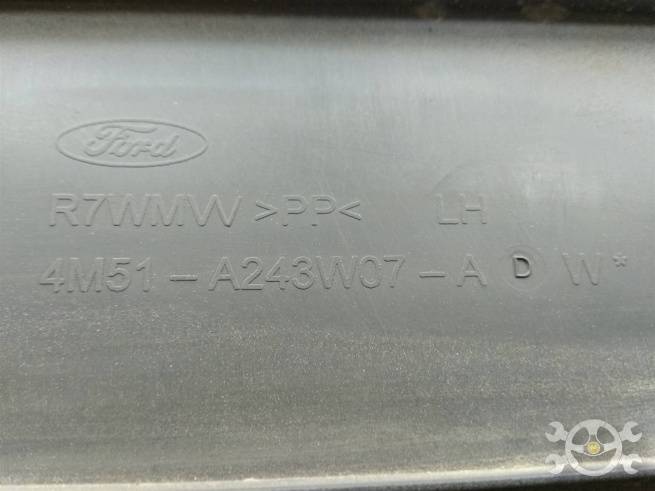 Ford
R7WMW >PP< LH
4M51-A243W07-A D W*